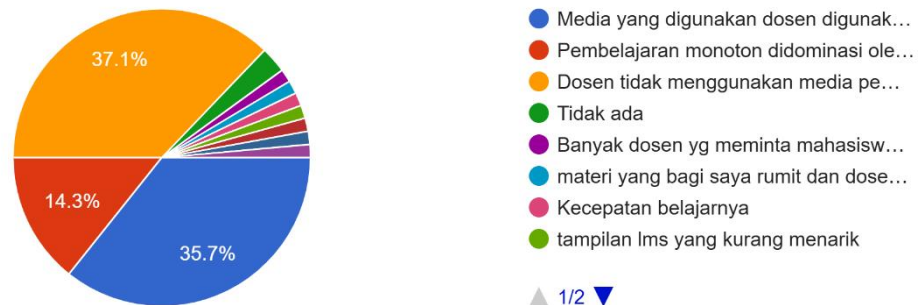 37.1%
14.3%
35.7%
Media yang digunakan dosen digunak…
Pembelajaran monoton didominasi ole…
Dosen tidak menggunakan media pe…
Tidak ada
Banyak dosen yg meminta mahasisw…
materi yang bagi saya rumit dan dose…
Kecepatan belajarnya
tampilan lms yang kurang menarik
1/2